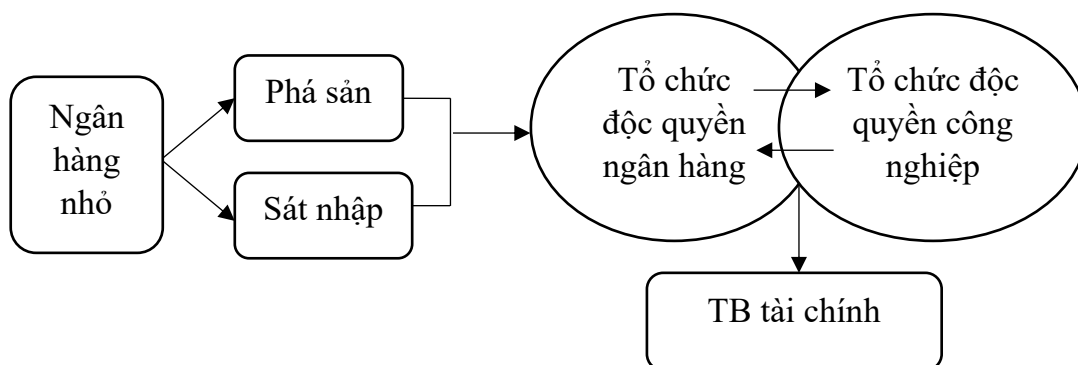 Ngân
hàng
nhỏ
Phá sản
Sát nhập
Tổ chức
độc quyền
ngân hàng
Tổ chức độc
quyền công
nghiệp
TB tài chính